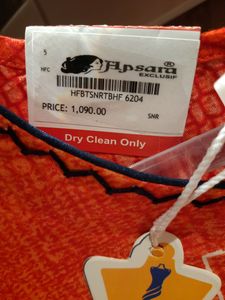 5
HFC
Apsara®
EXCLUSIF
HFBTSNRTBHF 6204
PRICE: 1,090.00
SNR
Dry Clean Only